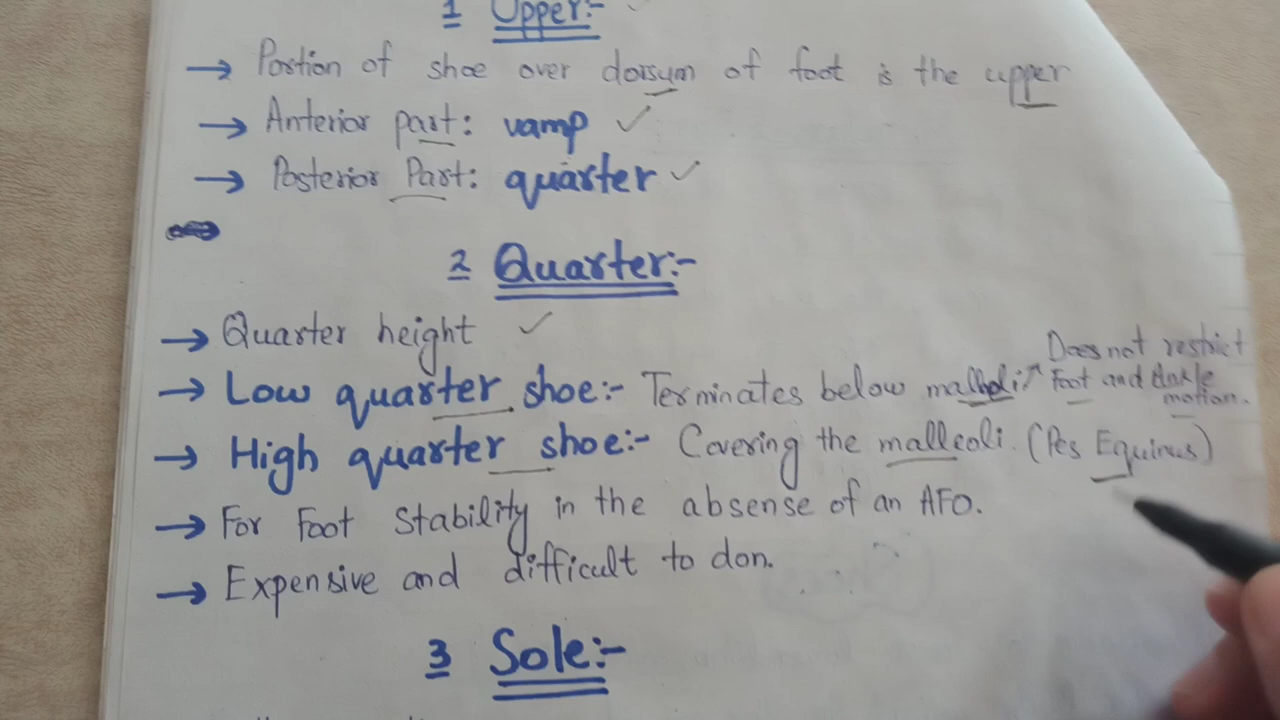 1 Upper:-
→ Portion of shoe over dorsum of foot is the upper
→ Anterior part: vamp ✓
→ Posterior Part: quarter ✓
2 Quarter:-
→ Quarter height ✓
→ Low quarter shoe:- Terminates below malleoli → Does not restrict
Foot and Ankle
motion.
→ High quarter shoe:- Covering the malleoli. (Pes Equinus)
→ For Foot Stability in the absense of an AFO.
→ Expensive and difficult to don.
3 Sole:-